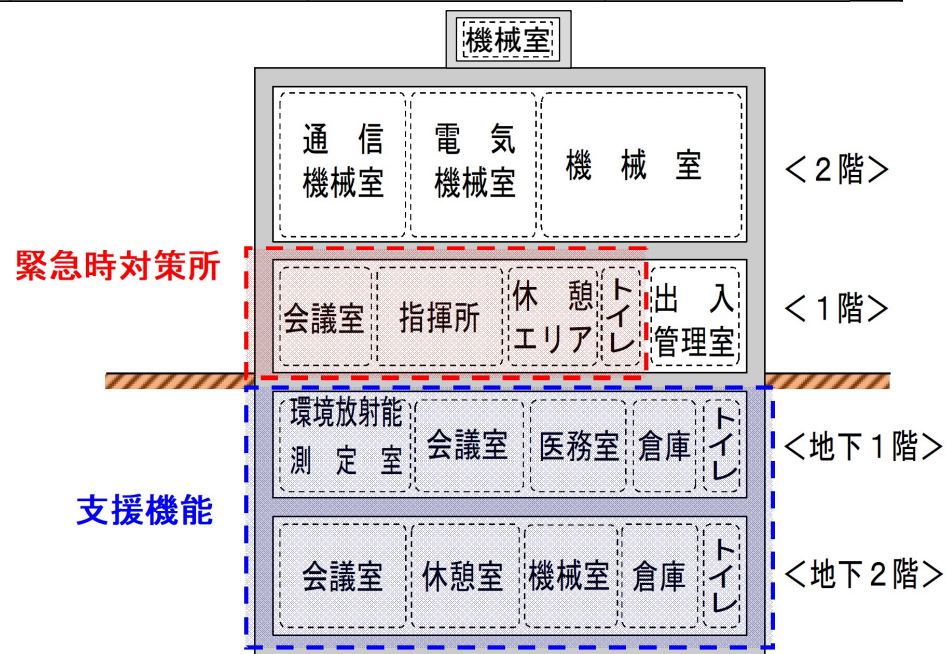 機械室
通信
機械室
電気
機械室
機械室
＜2階＞
緊急時対策所
会議室
指揮所
休憩
エリア
トイレ
出入
管理室
＜1階＞
環境放射能
測定室
会議室
医務室
倉庫
トイレ
＜地下1階＞
支援機能
会議室
休憩室
機械室
倉庫
トイレ
＜地下2階＞